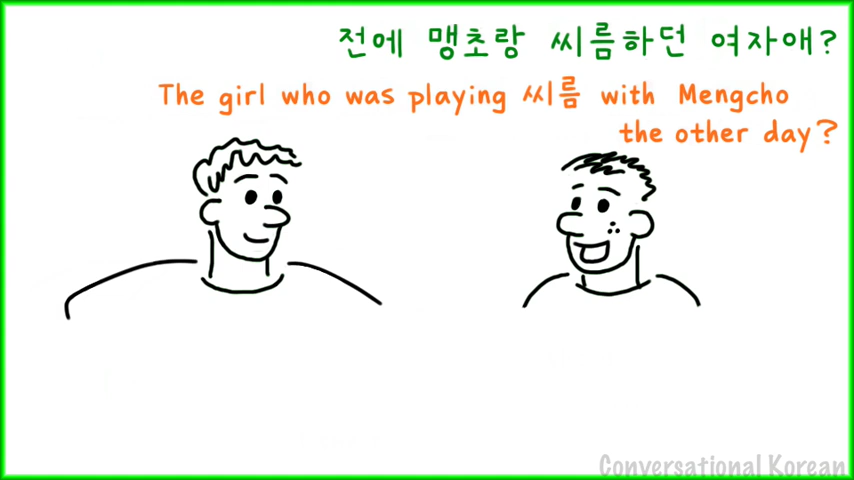 전에 맹초랑 씨름하던 여자애?
The girl who was playing 씨름 with Mengcho
the other day?
Conversational Korean